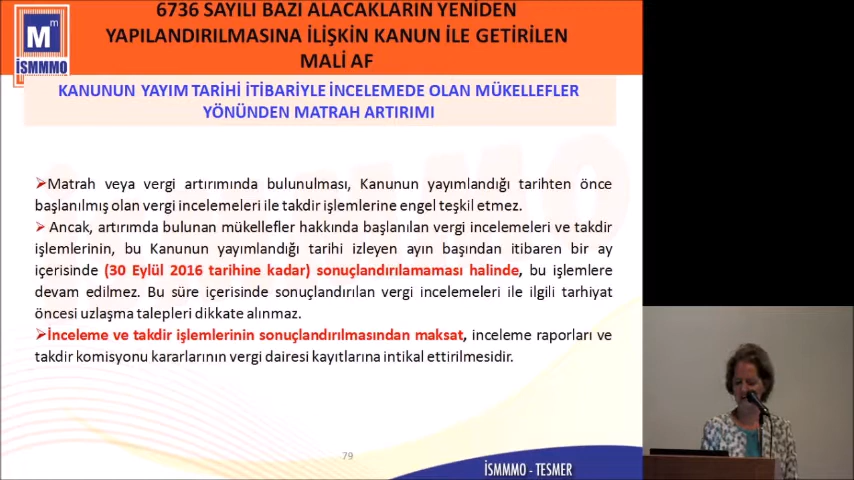 6736 SAYILI BAZI ALACAKLARIN YENİDEN
YAPILANDIRILMASINA İLİŞKİN KANUN İLE GETİRİLEN
MALİ AF
Mm
İSMMMO
KANUNUN YAYIM TARİHİ İTİBARİYLE İNCELEMEDE OLAN MÜKELLEFLER
YÖNÜNDEN MATRAH ARTIRIMI
➢Matrah veya vergi artırımında bulunulması, Kanunun yayımlandığı tarihten önce
başlanılmış olan vergi incelemeleri ile takdir işlemlerine engel teşkil etmez.
➢ Ancak, artırımda bulunan mükellefler hakkında başlanılan vergi incelemeleri ve takdir
işlemlerinin, bu Kanunun yayımlandığı tarihi izleyen ayın başından itibaren bir ay
içerisinde (30 Eylül 2016 tarihine kadar) sonuçlandırılamaması halinde, bu işlemlere
devam edilmez. Bu süre içerisinde sonuçlandırılan vergi incelemeleri ile ilgili tarhiyat
öncesi uzlaşma talepleri dikkate alınmaz.
➢İnceleme ve takdir işlemlerinin sonuçlandırılmasından maksat, inceleme raporları ve
takdir komisyonu kararlarının vergi dairesi kayıtlarına intikal ettirilmesidir.
79
İSMMMO - TESMER